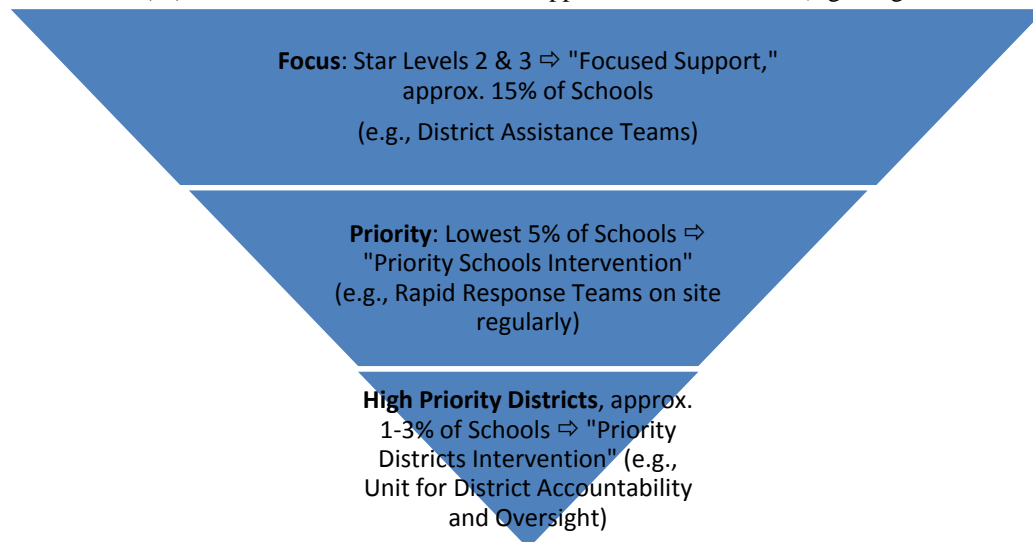 Focus: Star Levels 2 & 3 ⇨ "Focused Support,"
approx. 15% of Schools
(e.g., District Assistance Teams)
Priority: Lowest 5% of Schools ⇨
"Priority Schools Intervention"
(e.g., Rapid Response Teams on site
regularly)
High Priority Districts, approx.
1-3% of Schools ⇨ "Priority
Districts Intervention" (e.g.,
Unit for District Accountability
and Oversight)